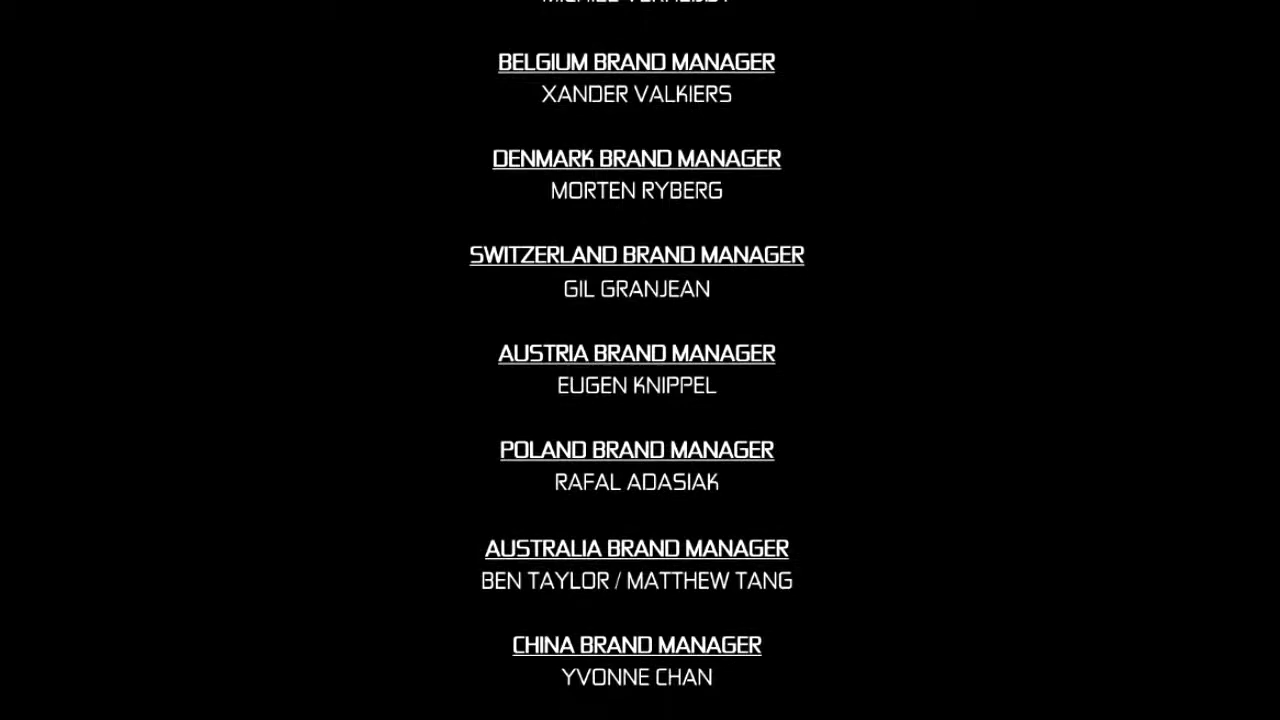 BELGIUM BRAND MANAGER
XANDER VALKIERS
DENMARK BRAND MANAGER
MORTEN RYBERG
SWITZERLAND BRAND MANAGER
GIL GRANJEAN
AUSTRIA BRAND MANAGER
EUGEN KNIPPEL
POLAND BRAND MANAGER
RAFAL ADASIAK
AUSTRALIA BRAND MANAGER
BEN TAYLOR / MATTHEW TANG
CHINA BRAND MANAGER
YVONNE CHAN